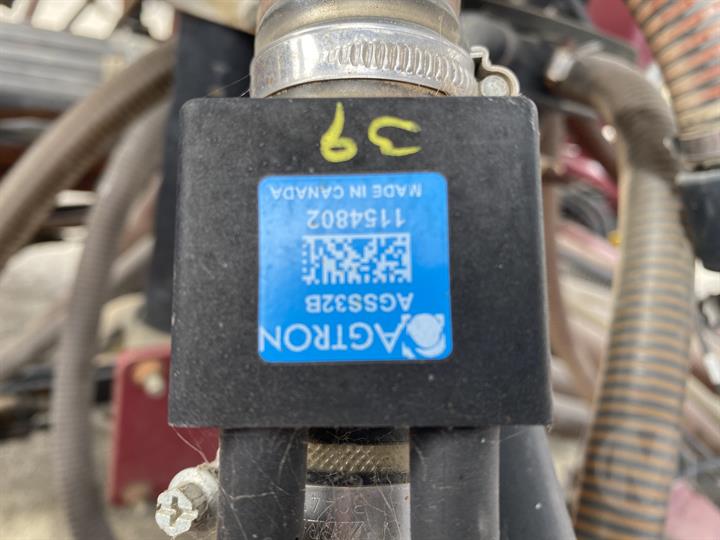 AGTRON
AGSS32B
1154802
MADE IN CANADA
39